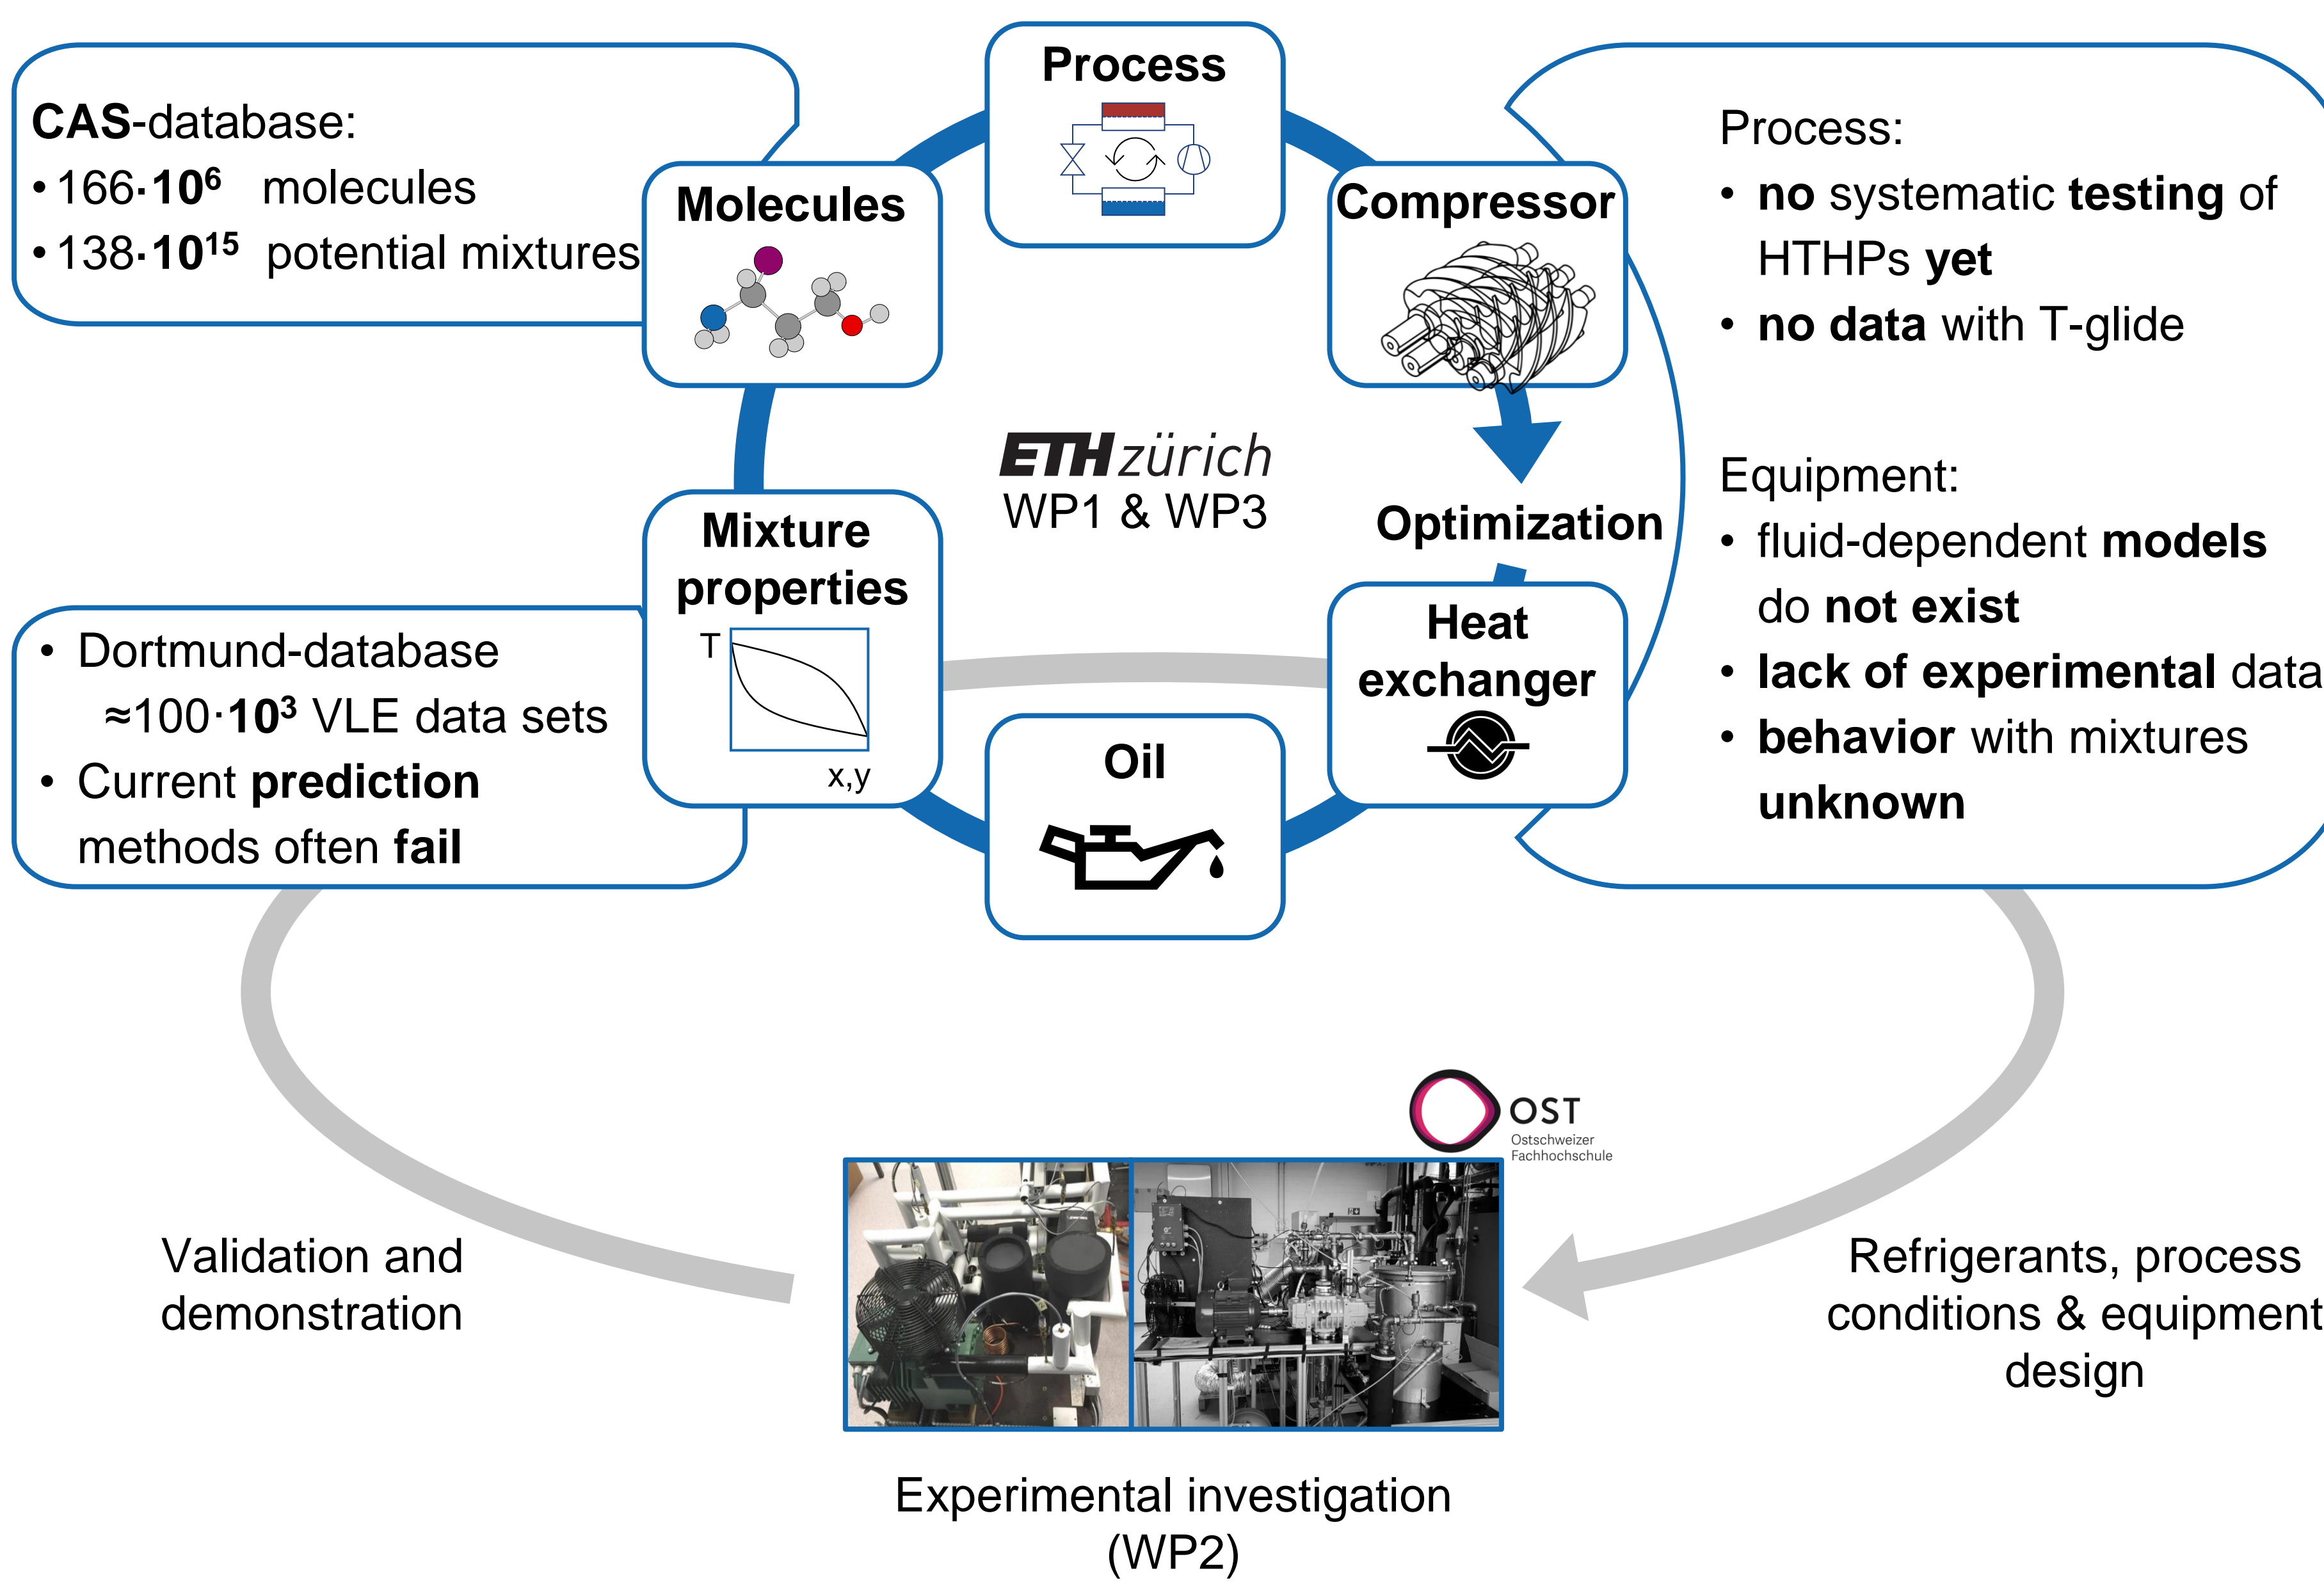 Process
CAS-database:
•166·10⁶ molecules
•138·10¹⁵ potential mixtures
Molecules
Compressor
Process:
• no systematic testing of
HTHPs yet
• no data with T-glide
ETH zürich
WP1 & WP3
Optimization
Equipment:
• fluid-dependent models
do not exist
• lack of experimental data
• behavior with mixtures
unknown
Mixture
properties
T
x,y
• Dortmund-database
≈100·10³ VLE data sets
• Current prediction
methods often fail
Heat
exchanger
Oil
OST
Ostschweizer
Fachhochschule
Validation and
demonstration
Refrigerants, process
conditions & equipment
design
Experimental investigation
(WP2)